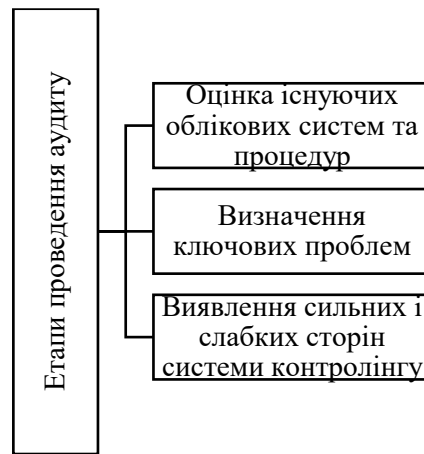 Етапи проведення аудиту
Оцінка існуючих
облікових систем та
процедур
Визначення
ключових проблем
Виявлення сильних і
слабких сторін
системи контролінгу